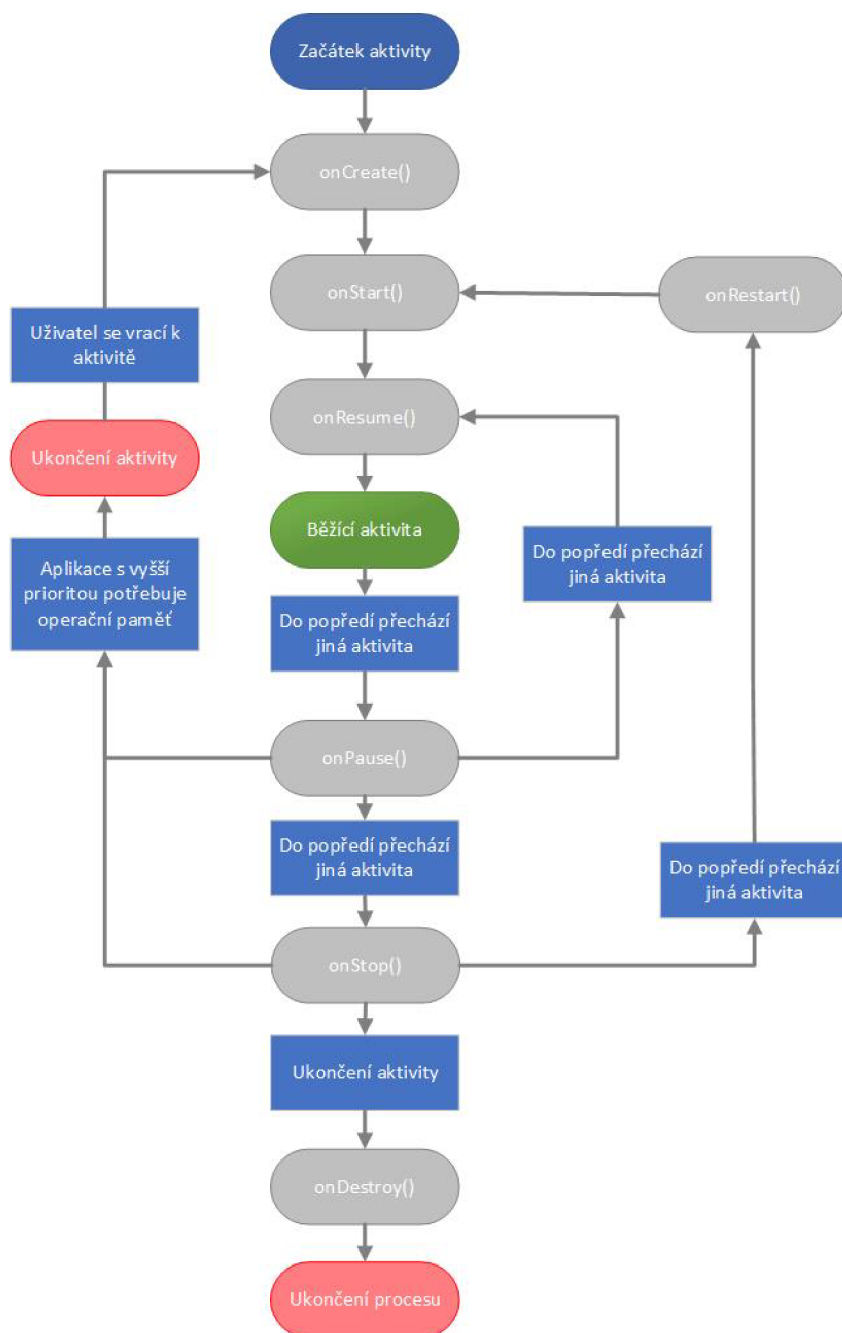 Začátek aktivity
onCreate()
onStart()
onRestart()
Uživatel se vrací k
aktivitě
onResume()
Ukončení aktivity
Běžící aktivita
Do popředí přechází
jiná aktivita
Aplikace s vyšší
prioritou potřebuje
operační paměť
Do popředí přechází
jiná aktivita
onPause()
Do popředí přechází
jiná aktivita
Do popředí přechází
jiná aktivita
onStop()
Ukončení aktivity
onDestroy()
Ukončení procesu